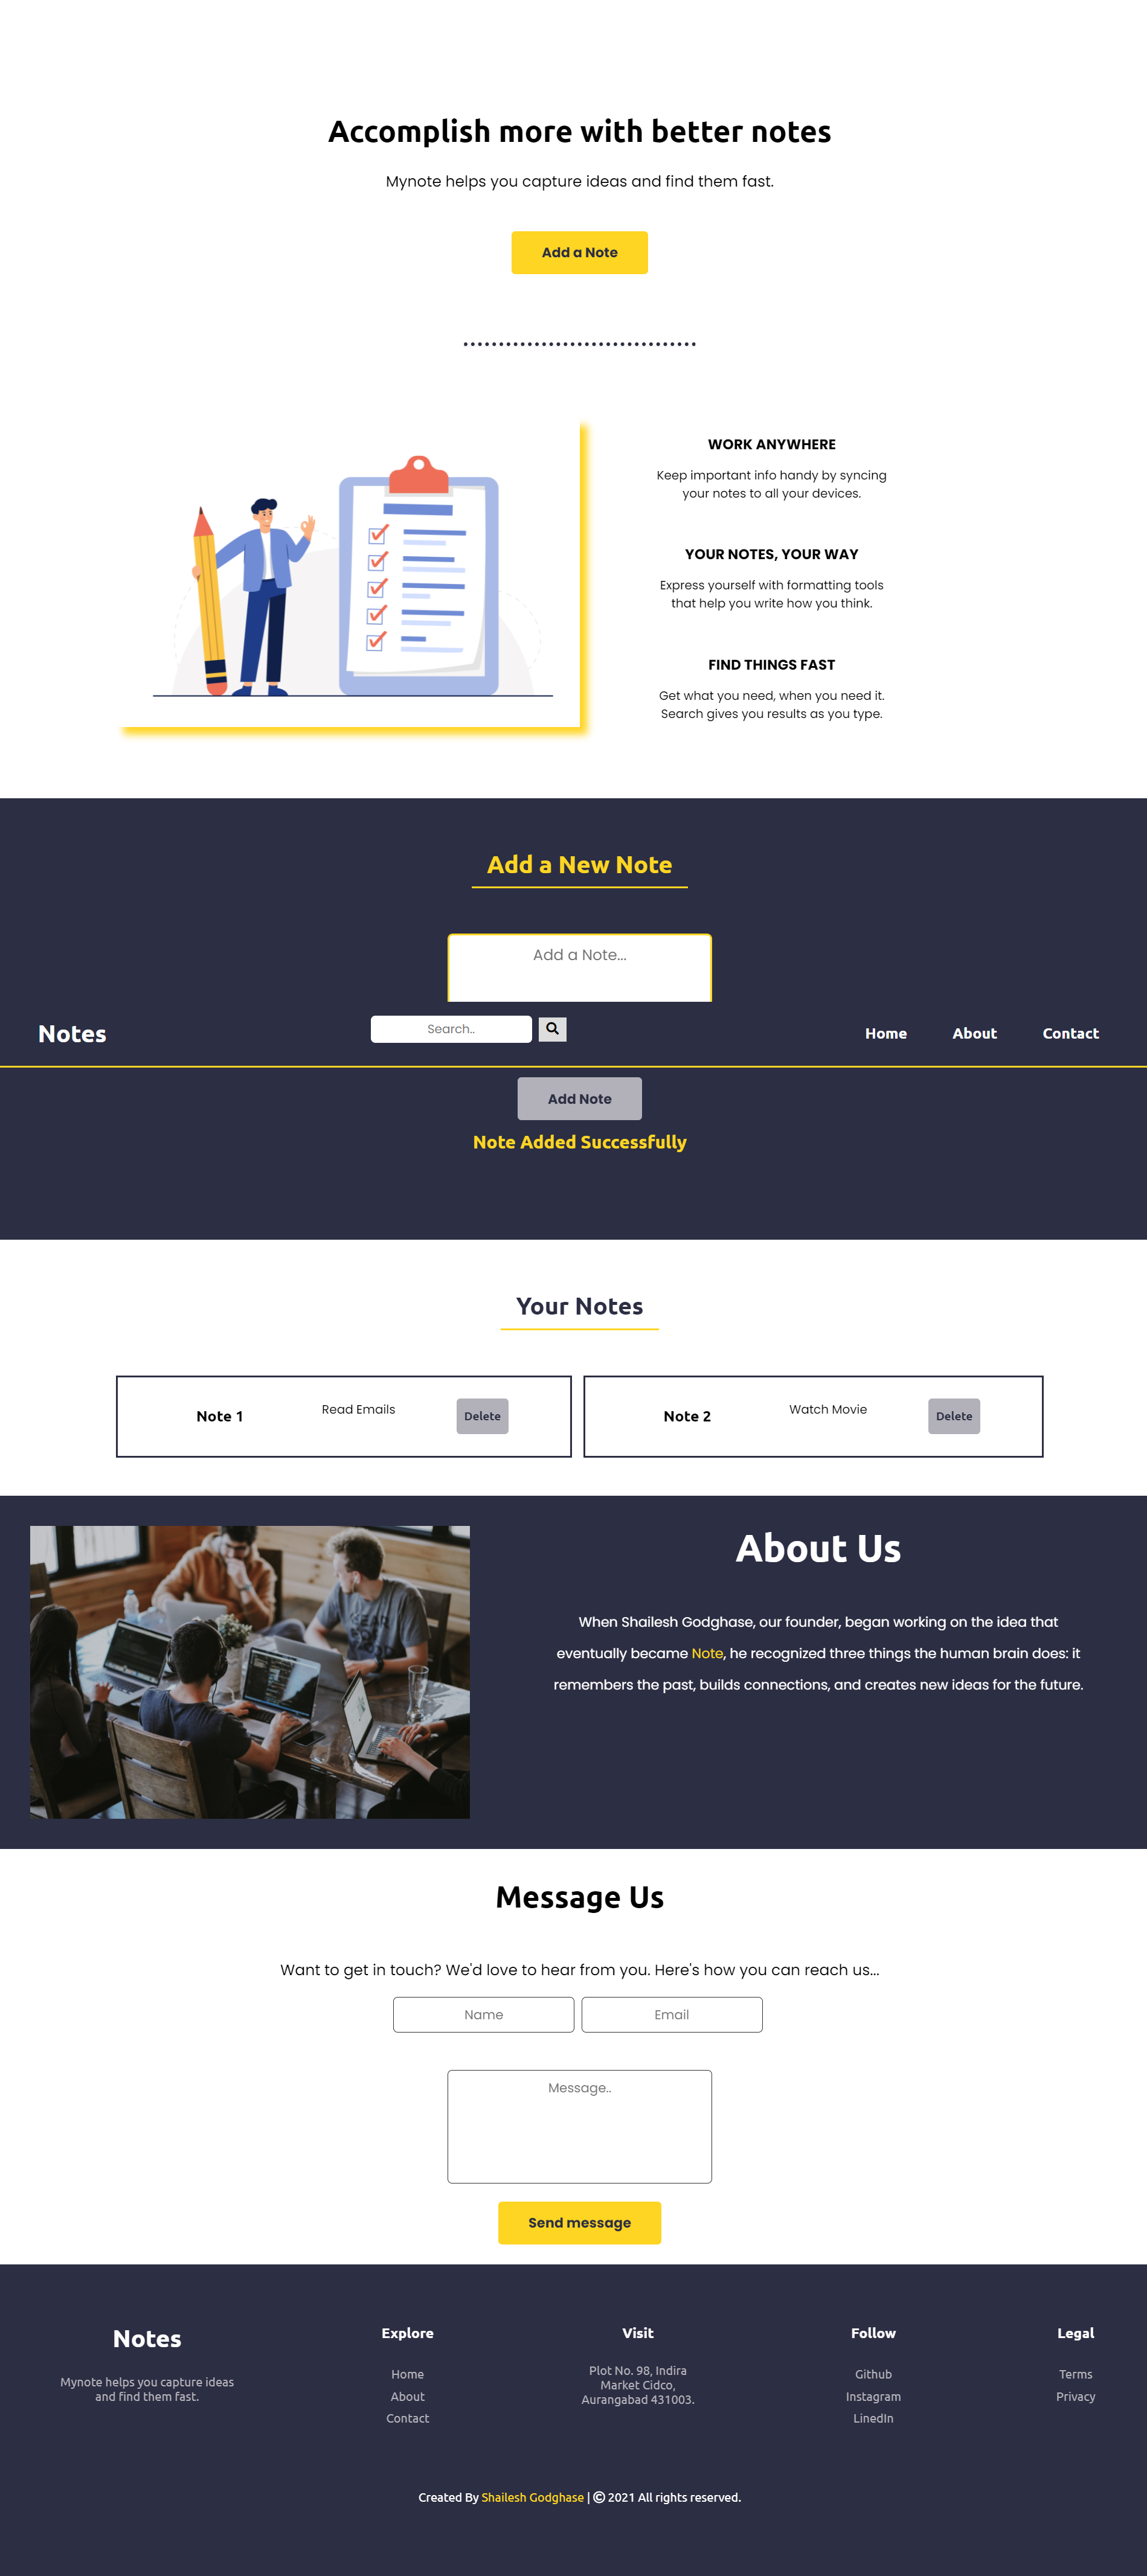 Accomplish more with better notes
Mynote helps you capture ideas and find them fast.
Add a Note
WORK ANYWHERE
Keep important info handy by syncing
your notes to all your devices.
YOUR NOTES, YOUR WAY
Express yourself with formatting tools
that help you write how you think.
FIND THINGS FAST
Get what you need, when you need it.
Search gives you results as you type.
Add a New Note
Add a Note...
Notes
Search..
Home
About
Contact
Add Note
Note Added Successfully
Your Notes
Note 1
Read Emails
Delete
Note 2
Watch Movie
Delete
About Us
When Shailesh Godghase, our founder, began working on the idea that
eventually became Note, he recognized three things the human brain does: it
remembers the past, builds connections, and creates new ideas for the future.
Message Us
Want to get in touch? We'd love to hear from you. Here's how you can reach us...
Name
Email
Message..
Send message
Notes
Mynote helps you capture ideas
and find them fast.
Explore
Home
About
Contact
Visit
Plot No. 98, Indira
Market Cidco,
Aurangabad 431003.
Follow
Github
Instagram
LinedIn
Legal
Terms
Privacy
Created By Shailesh Godghase | © 2021 All rights reserved.